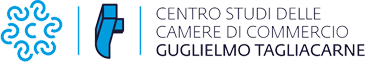 C
CENTRO STUDI DELLE
CAMERE DI COMMERCIO
GUGLIELMO TAGLIACARNE